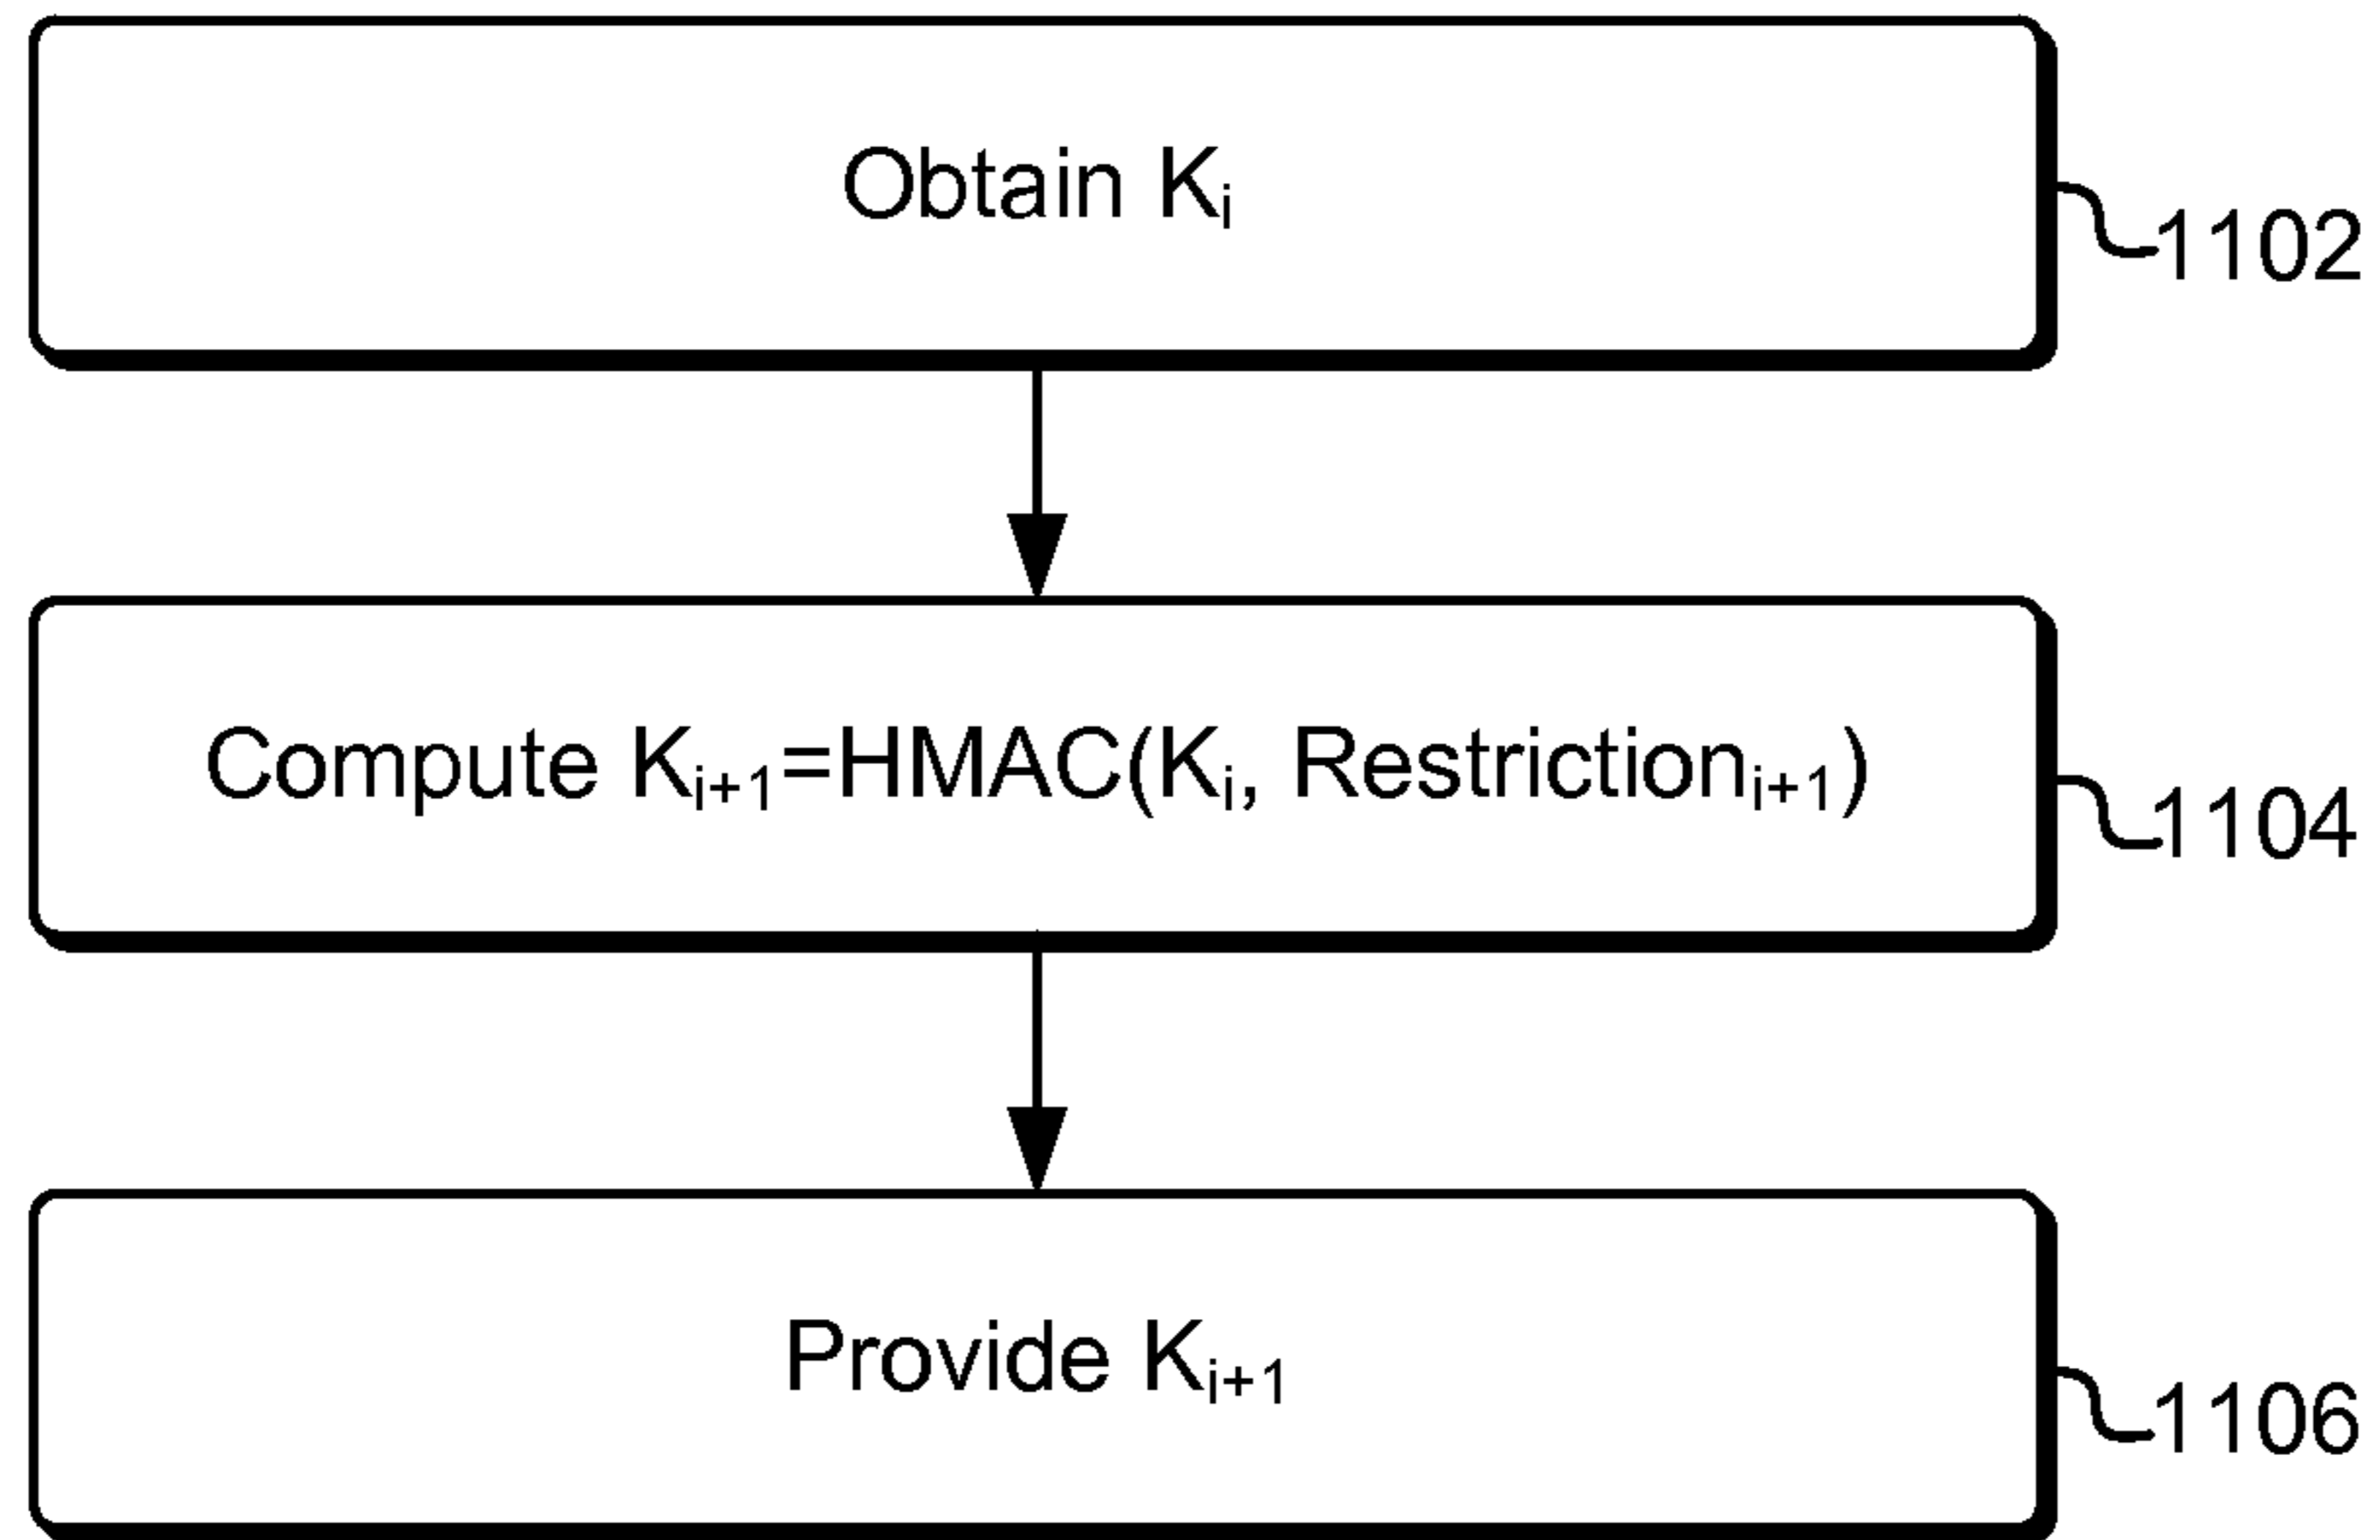 Obtain Kᵢ
1102
Compute Kᵢ₊₁=HMAC(Kᵢ, Restrictionᵢ₊₁)
1104
Provide Kᵢ₊₁
1106